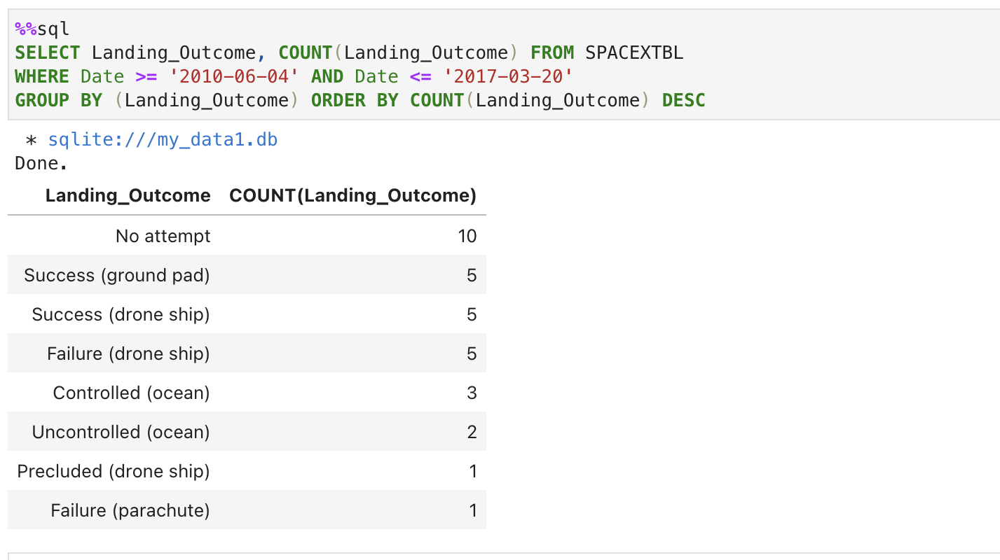 %%sql
SELECT Landing_Outcome, COUNT(Landing_Outcome) FROM SPACEXTBL
WHERE Date >= '2010-06-04' AND Date <= '2017-03-20'
GROUP BY (Landing_Outcome) ORDER BY COUNT(Landing_Outcome) DESC
* sqlite:///my_data1.db
Done.
Landing_Outcome COUNT(Landing_Outcome)
No attempt 10
Success (ground pad) 5
Success (drone ship) 5
Failure (drone ship) 5
Controlled (ocean) 3
Uncontrolled (ocean) 2
Precluded (drone ship) 1
Failure (parachute) 1